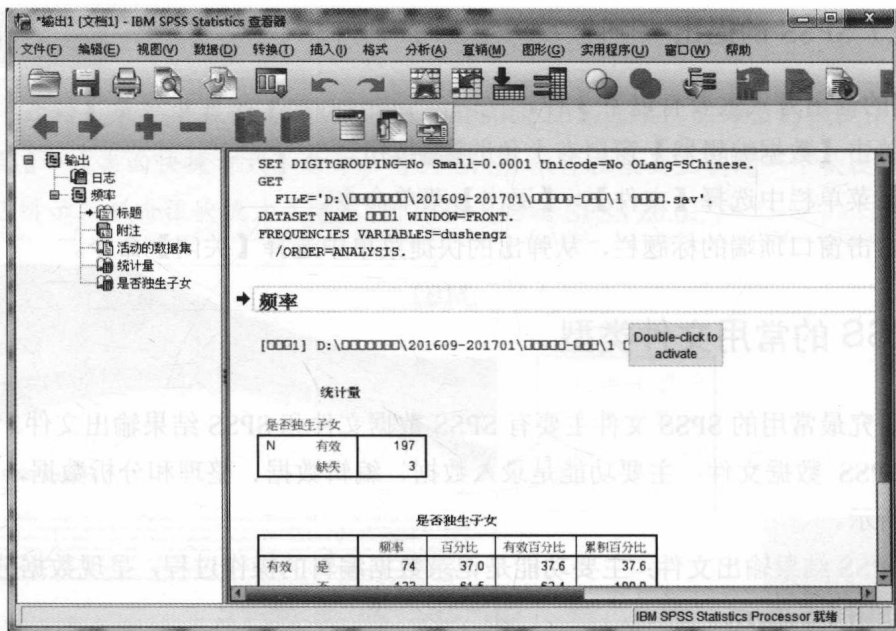 *输出1 [文档1] - IBM SPSS Statistics 查看器
文件(F) 编辑(E) 视图(V) 数据(D) 转换(T) 插入(I) 格式 分析(A) 直销(M) 图形(G) 实用程序(U) 窗口(W) 帮助
输出
日志
频率
标题
附注
活动的数据集
统计量
是否独生子女
SET DIGITGROUPING=No Small=0.0001 Unicode=No OLang=SChinese.
GET
FILE='D:\□□□□□□□\201609-201701\□□□□□-□□□\1 □□□□.sav'.
DATASET NAME □□□1 WINDOW=FRONT.
FREQUENCIES VARIABLES=dushengz
/ORDER=ANALYSIS.
频率
[□□□1] D:\□□□□□□□\201609-201701\□□□□□-□□□\1
Double-click to
activate
统计量
是否独生子女
N 有效 197
缺失 3
是否独生子女
频率 百分比 有效百分比 累积百分比
有效 是 74 37.0 37.6 37.6
IBM SPSS Statistics Processor 就绪